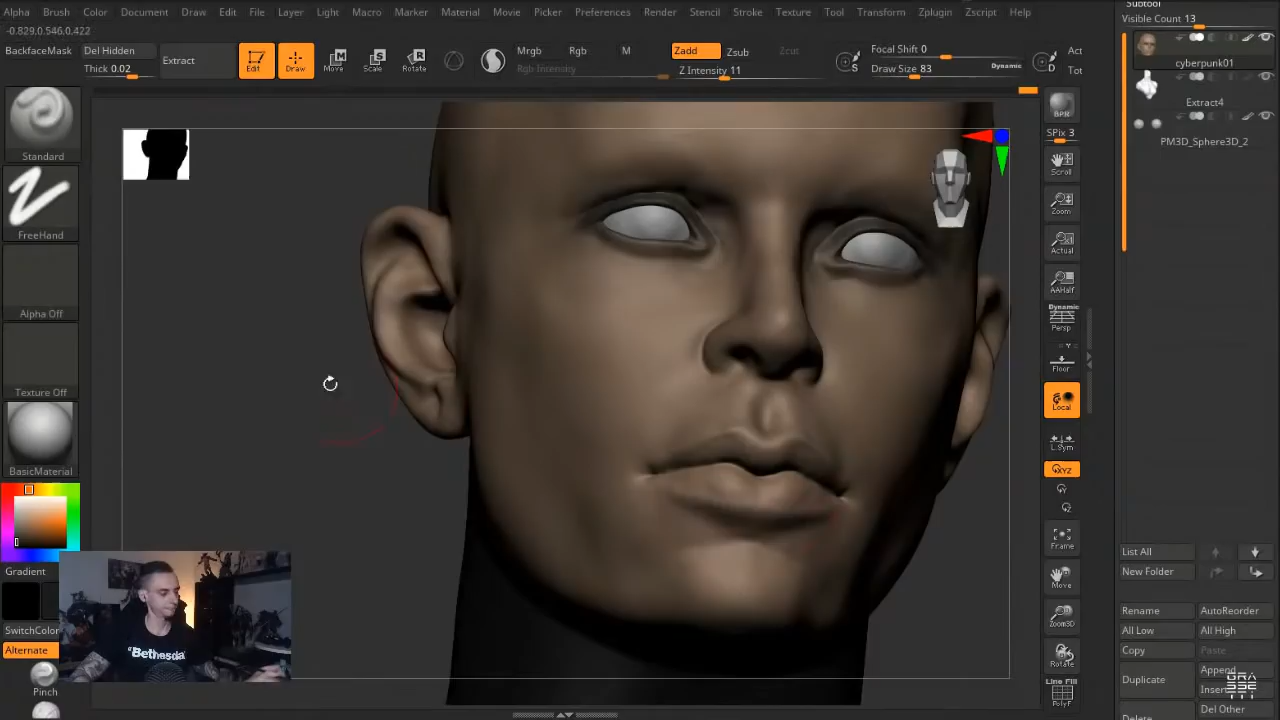 Alpha Brush Color Document Draw Edit File Layer Light Macro Marker Material Movie Picker Preferences Render Stencil Stroke Texture Tool Transform Zplugin Zscript Help
Subtool
Visible Count 13
-0.829,0.546,0.422
BackfaceMask
Del Hidden
Thick 0.02
Extract
Edit
Draw
Move
Scale
Rotate
Mrgb
Rgb
M
Rgb Intensity
Zadd
Zsub
Zcut
Z Intensity 11
S
Focal Shift 0
Draw Size 83
Dynamic
D
Act
Tot
cyberpunk01
Extract4
PM3D_Sphere3D_2
Standard
FreeHand
Alpha Off
Texture Off
BasicMaterial
Gradient
SwitchColor
Alternate
Pinch
Bethesda
BPR
SPix 3
Scroll
Zoom
Actual
AAHalf
Dynamic
Persp
Floor
Local
L.Sym
XYZ
Y
Z
Frame
Move
Zoom3D
Rotate
Line Fill
PolyF
List All
New Folder
Rename
AutoReorder
All Low
All High
Copy
Paste
Duplicate
Append
Insert
Delete
Del Other